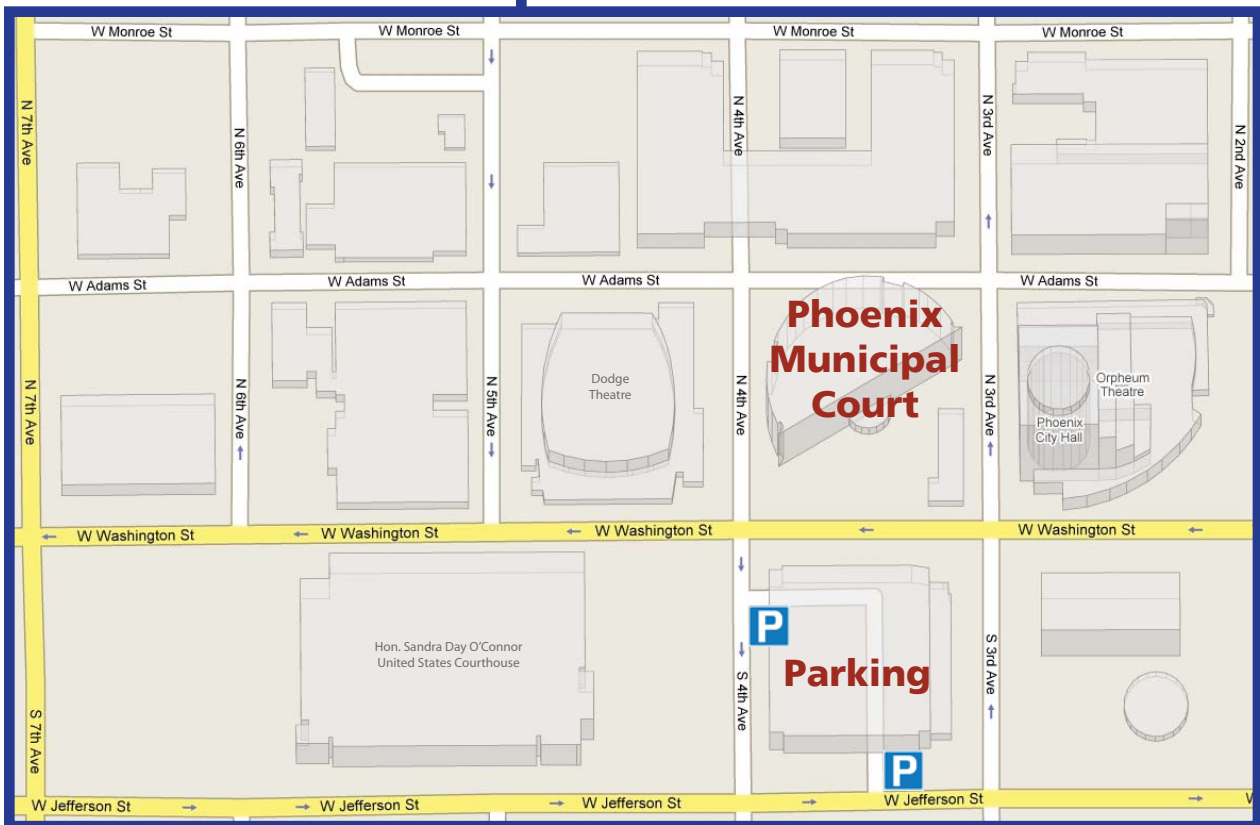 W Monroe St
W Monroe St
W Monroe St
W Monroe St
N 7th Ave
N 6th Ave
N 4th Ave
N 3rd Ave
N 2nd Ave
W Adams St
W Adams St
W Adams St
W Adams St
Phoenix
Municipal
Court
Dodge
Theatre
Orpheum
Theatre
Phoenix
City Hall
N 7th Ave
N 6th Ave
N 5th Ave
N 4th Ave
N 3rd Ave
W Washington St
W Washington St
W Washington St
W Washington St
Hon. Sandra Day O'Connor
United States Courthouse
P
Parking
S 7th Ave
S 4th Ave
S 3rd Ave
P
W Jefferson St
W Jefferson St
W Jefferson St
W Jefferson St
W